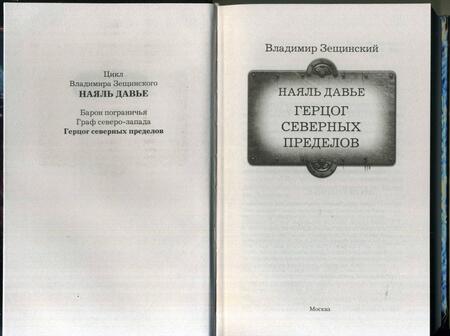 Цикл
Владимира Зещинского
НАЯЛЬ ДАВЬЕ
Барон пограничья
Граф северо-запада
Герцог северных пределов
Владимир Зещинский
НАЯЛЬ ДАВЬЕ
ГЕРЦОГ
СЕВЕРНЫХ
ПРЕДЕЛОВ
Москва